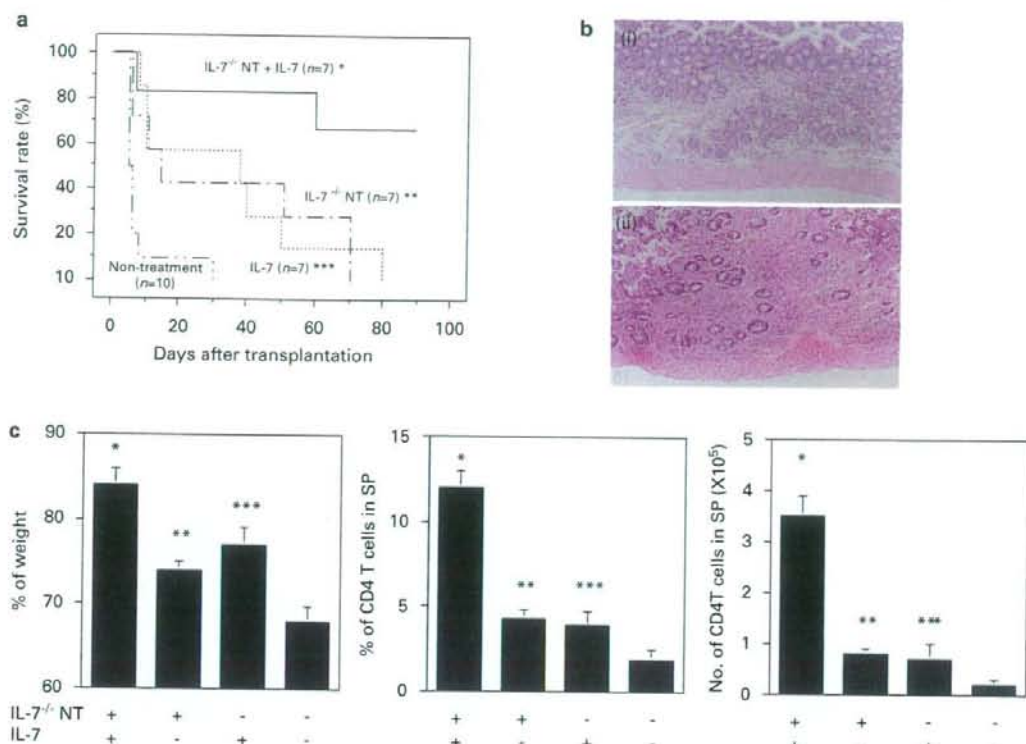 a
100
80
60
40
20
10
Survival rate (%)
IL-7-/- NT + IL-7 (n=7) *
IL-7-/- NT (n=7) **
IL-7 (n=7) ***
Non-treatment
(n=10)
0 20 40 60 80 100
Days after transplantation
b
(i)
(ii)
c
90
80
70
60
% of weight
* ** ***
15
10
5
0
% of CD4 T cells in SP
* ** ***
5
4
3
2
1
0
No. of CD4T cells in SP (X10⁵)
* ** ***
IL-7-/- NT + + - - + + - - + + - -
IL-7 + - + - + - + - + - + -